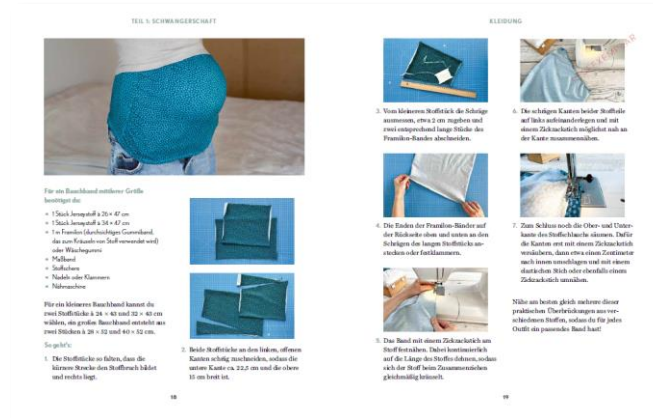 TEIL 1: SCHWANGERSCHAFT
Für ein Bauchband mittlerer Größe
benötigst du:
1 Stück Jerseystoff à 26 × 47 cm
1 Stück Jerseystoff à 34 × 47 cm
1 m Framilon (durchsichtiges Gummiband,
das zum Kräuseln von Stoff verwendet wird)
oder Wäschegummi
Maßband
Stoffschere
Nadeln oder Klammern
Nähmaschine
Für ein kleineres Bauchband kannst du
zwei Stoffstücke à 24 × 43 und 32 × 43 cm
wählen, ein großes Bauchband entsteht aus
zwei Stücken à 28 × 52 und 40 × 52 cm.
So geht's:
1. Die Stoffstücke so falten, dass die
kürzere Strecke den Stoffbruch bildet
und rechts liegt.
2. Beide Stoffstücke an den linken, offenen
Kanten schräg zuschneiden, sodass die
untere Kante ca. 22,5 cm und die obere
15 cm breit ist.
18
KLEIDUNG
3. Vom kleineren Stoffstück die Schräge
ausmessen, etwa 2 cm zugeben und
zwei entsprechend lange Stücke des
Framilon-Bandes abschneiden.
4. Die Enden der Framilon-Bänder auf
der Rückseite oben und unten an den
Schrägen des langen Stoffstücks an-
stecken oder festklammern.
5. Das Band mit einem Zickzackstich am
Stoff festnähen. Dabei kontinuierlich
auf die Länge des Stoffes dehnen, sodass
sich der Stoff beim Zusammenziehen
gleichmäßig kräuselt.
6. Die schrägen Kanten beider Stoffteile
auf links aufeinanderlegen und mit
einem Zickzackstich möglichst nah an
der Kante zusammennähen.
7. Zum Schluss noch die Ober- und Unter-
kante des Stoffschlauchs säumen. Dafür
die Kanten erst mit einem Zickzackstich
versäubern, dann etwa einen Zentimeter
nach innen umschlagen und mit einem
elastischen Stich oder ebenfalls einem
Zickzackstich umnähen.
Nähe am besten gleich mehrere dieser
praktischen Überbrückungen aus ver-
schiedenen Stoffen, sodass du für jedes
Outfit ein passendes Band hast!
19